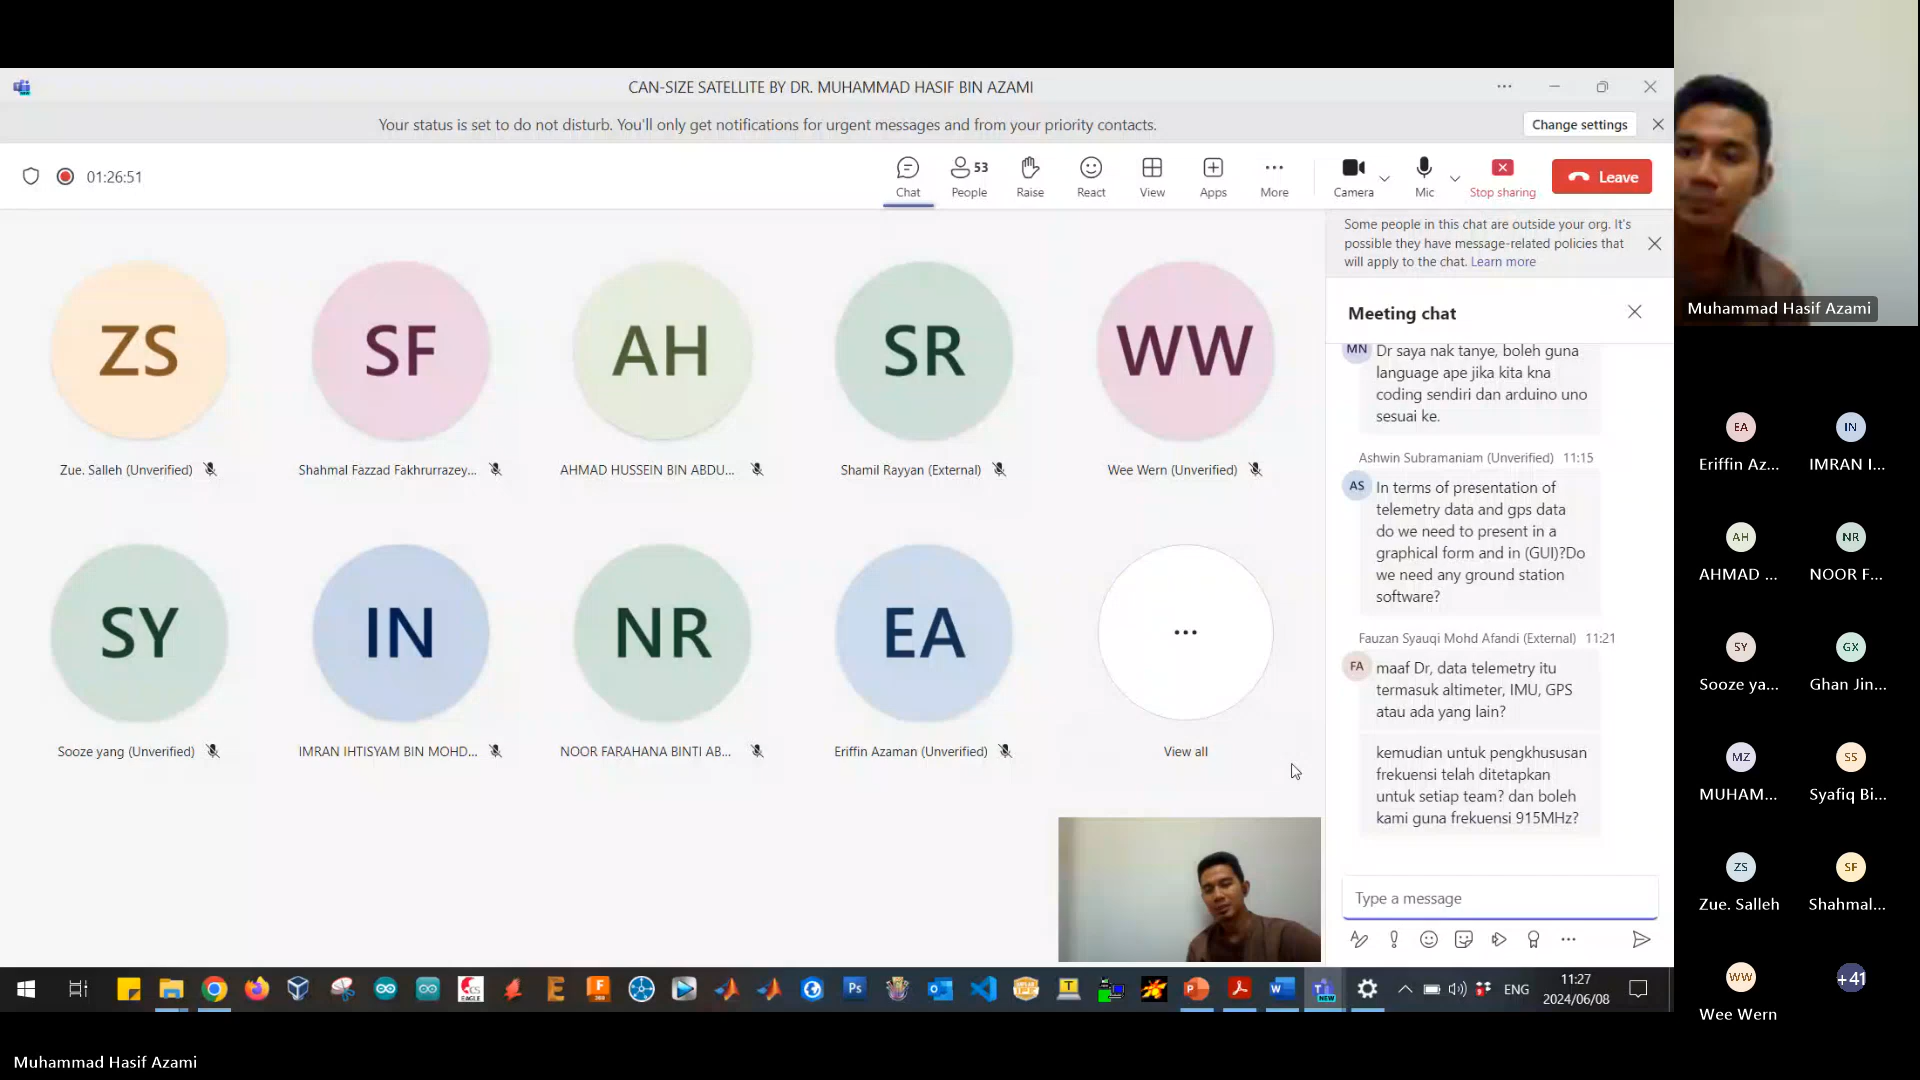 CAN-SIZE SATELLITE BY DR. MUHAMMAD HASIF BIN AZAMI
Your status is set to do not disturb. You'll only get notifications for urgent messages and from your priority contacts.
Change settings
01:26:51
Chat
53
People
Raise
React
View
Apps
More
Camera
Mic
Stop sharing
Leave
ZS
SF
AH
SR
WW
Zue. Salleh (Unverified)
Shahmal Fazzad Fakhrurrazey...
AHMAD HUSSEIN BIN ABDU...
Shamil Rayyan (External)
Wee Wern (Unverified)
SY
IN
NR
EA
Sooze yang (Unverified)
IMRAN IHTISYAM BIN MOHD...
NOOR FARAHANA BINTI AB...
Eriffin Azaman (Unverified)
View all
Some people in this chat are outside your org. It's
possible they have message-related policies that
will apply to the chat. Learn more
Meeting chat
MN
Dr saya nak tanye, boleh guna
language ape jika kita kna
coding sendiri dan arduino uno
sesuai ke.
Ashwin Subramaniam (Unverified) 11:15
AS
In terms of presentation of
telemetry data and gps data
do we need to present in a
graphical form and in (GUI)?Do
we need any ground station
software?
Fauzan Syauqi Mohd Afandi (External) 11:21
FA
maaf Dr, data telemetry itu
termasuk altimeter, IMU, GPS
atau ada yang lain?
kemudian untuk pengkhususan
frekuensi telah ditetapkan
untuk setiap team? dan boleh
kami guna frekuensi 915MHz?
Type a message
ENG
11:27
2024/06/08
Muhammad Hasif Azami
EA
IN
Eriffin Az...
IMRAN I...
AH
NR
AHMAD ...
NOOR F...
SY
GX
Sooze ya...
Ghan Jin...
MZ
SS
MUHAM...
Syafiq Bi...
ZS
SF
Zue. Salleh
Shahmal...
WW
+41
Wee Wern
Muhammad Hasif Azami